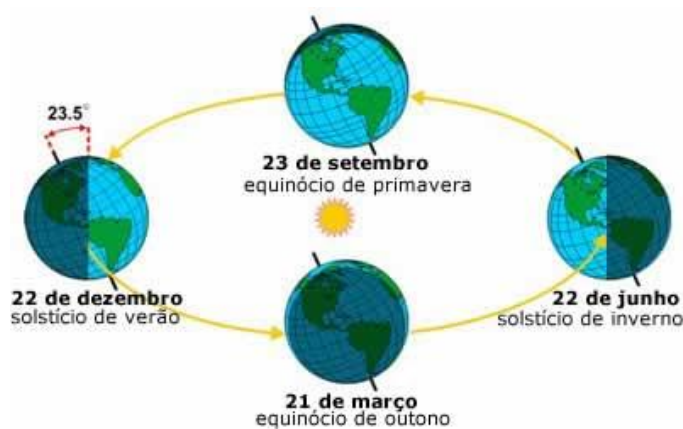 23.5°
23 de setembro
equinócio de primavera
22 de dezembro
solstício de verão
22 de junho
solstício de inverno
21 de março
equinócio de outono